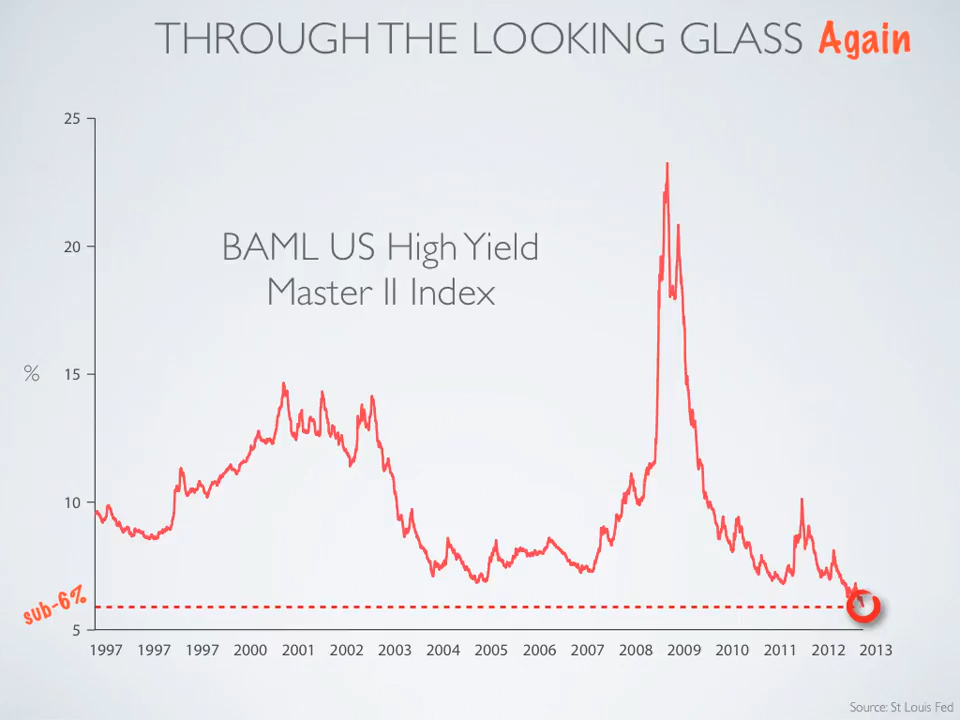 THROUGH THE LOOKING GLASS Again
25
BAML US High Yield
20
Master II Index
% 15
10
sub-6%
5
1997 1997 1997 2000 2001 2002 2003 2004 2005 2006 2007 2008 2009 2010 2011 2012 2013
Source: St Louis Fed